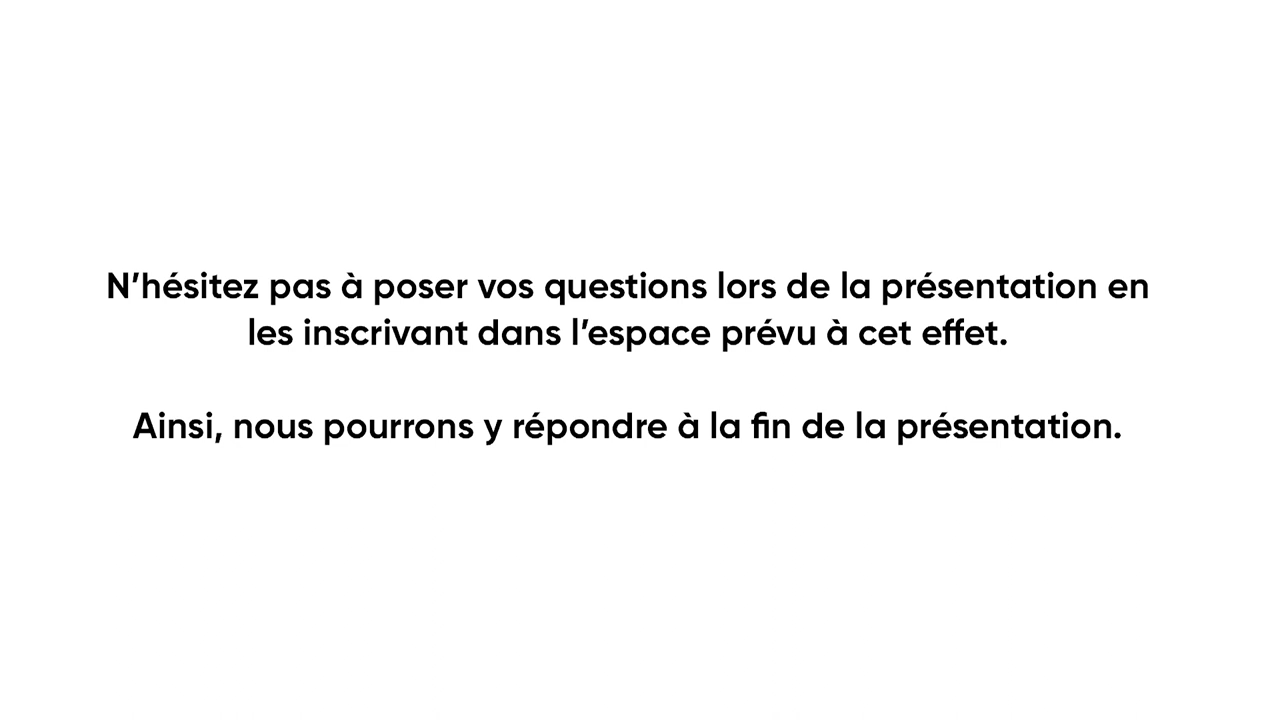 N’hésitez pas à poser vos questions lors de la présentation en
les inscrivant dans l’espace prévu à cet effet.
Ainsi, nous pourrons y répondre à la fin de la présentation.